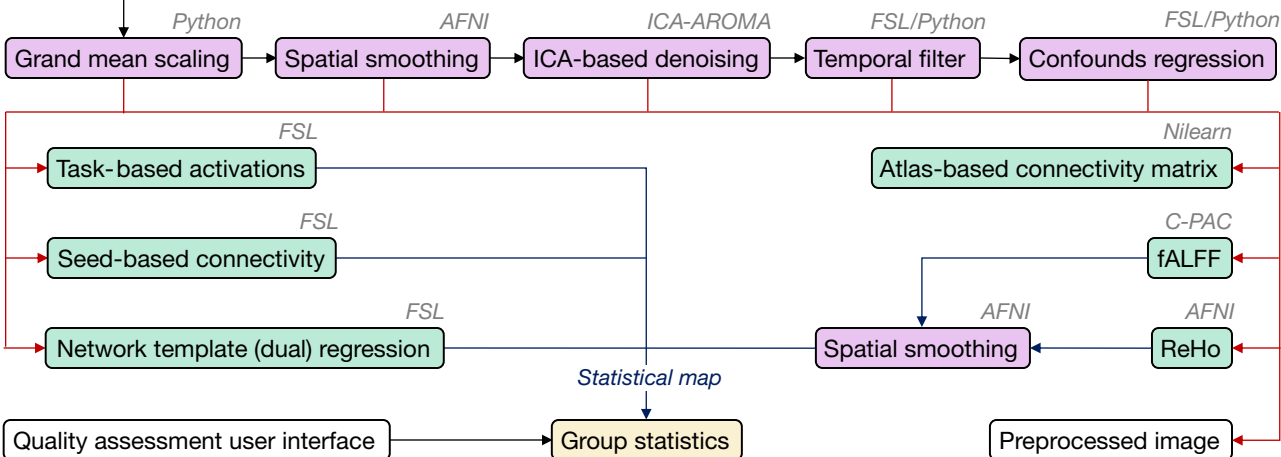 Python
AFNI
ICA-AROMA
FSL/Python
FSL/Python
Grand mean scaling
Spatial smoothing
ICA-based denoising
Temporal filter
Confounds regression
FSL
Nilearn
Task-based activations
Atlas-based connectivity matrix
FSL
C-PAC
Seed-based connectivity
fALFF
FSL
AFNI
AFNI
Network template (dual) regression
Spatial smoothing
ReHo
Statistical map
Quality assessment user interface
Group statistics
Preprocessed image